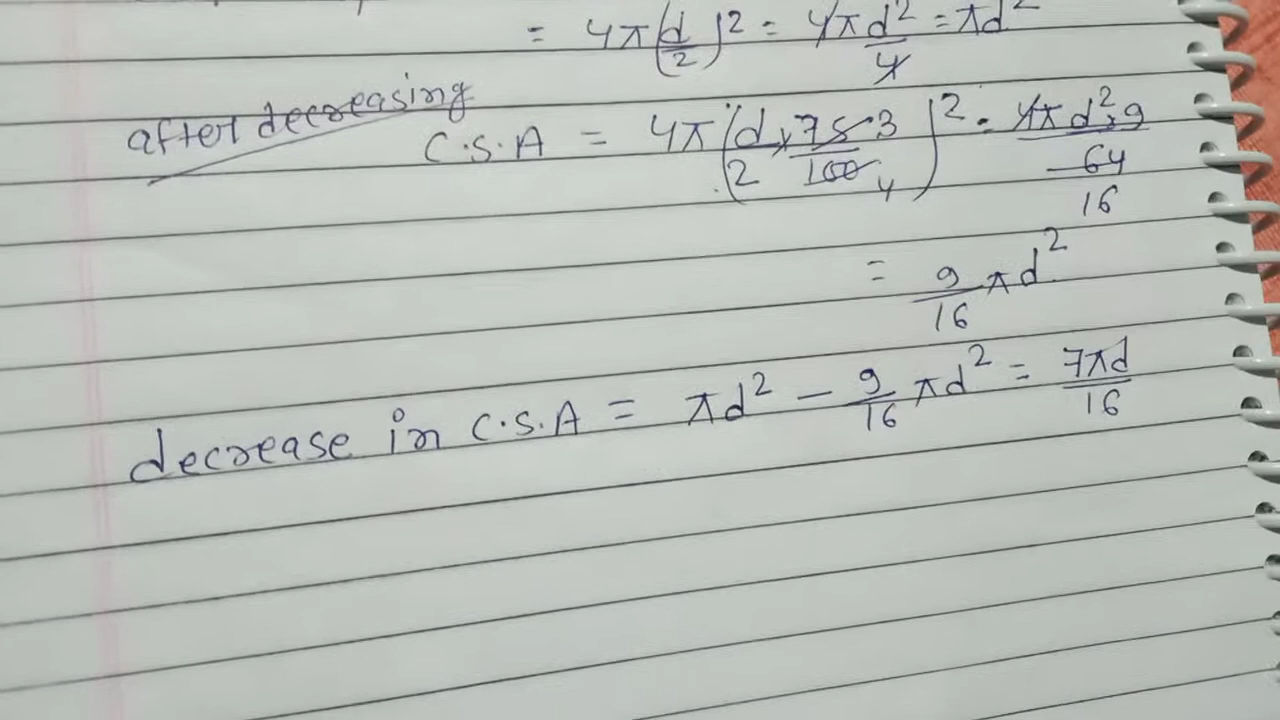 = 4π(d/2)² = 4πd²/4 = πd²
after decreasing
C.S.A = 4π(d/2 × 75 3/100 4)² = 4πd²×9/64 16
= 9/16 πd²
decrease in C.S.A = πd² - 9/16 πd² = 7πd/16